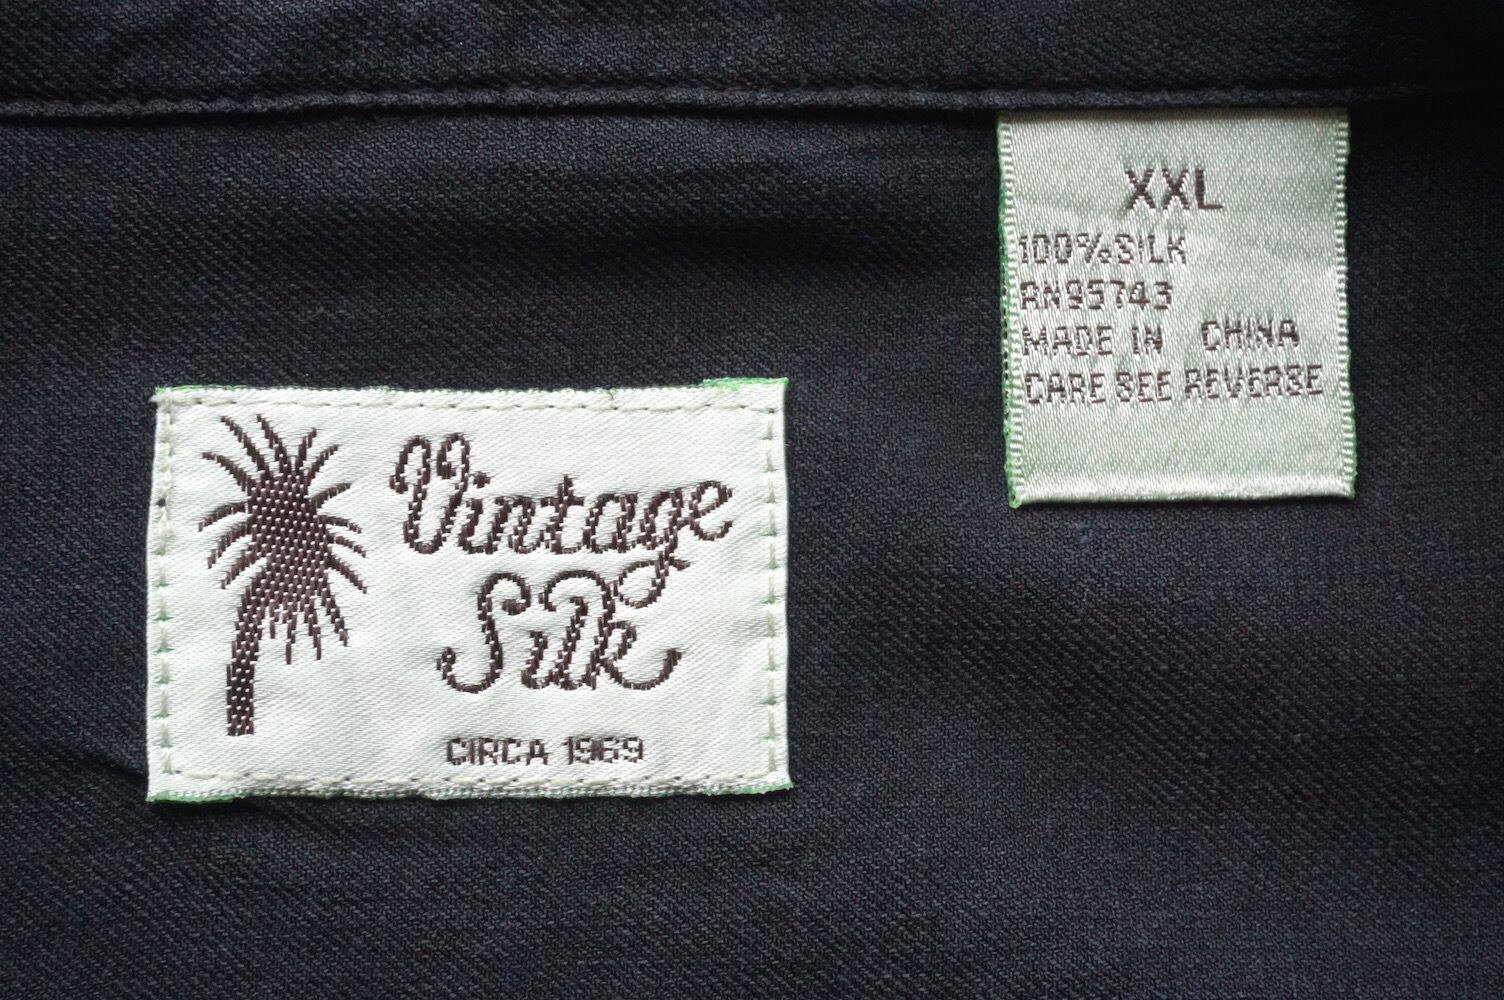 Vintage
Silk
CIRCA 1969
XXL
100%SILK
RN95743
MADE IN CHINA
CARE SEE REVERSE